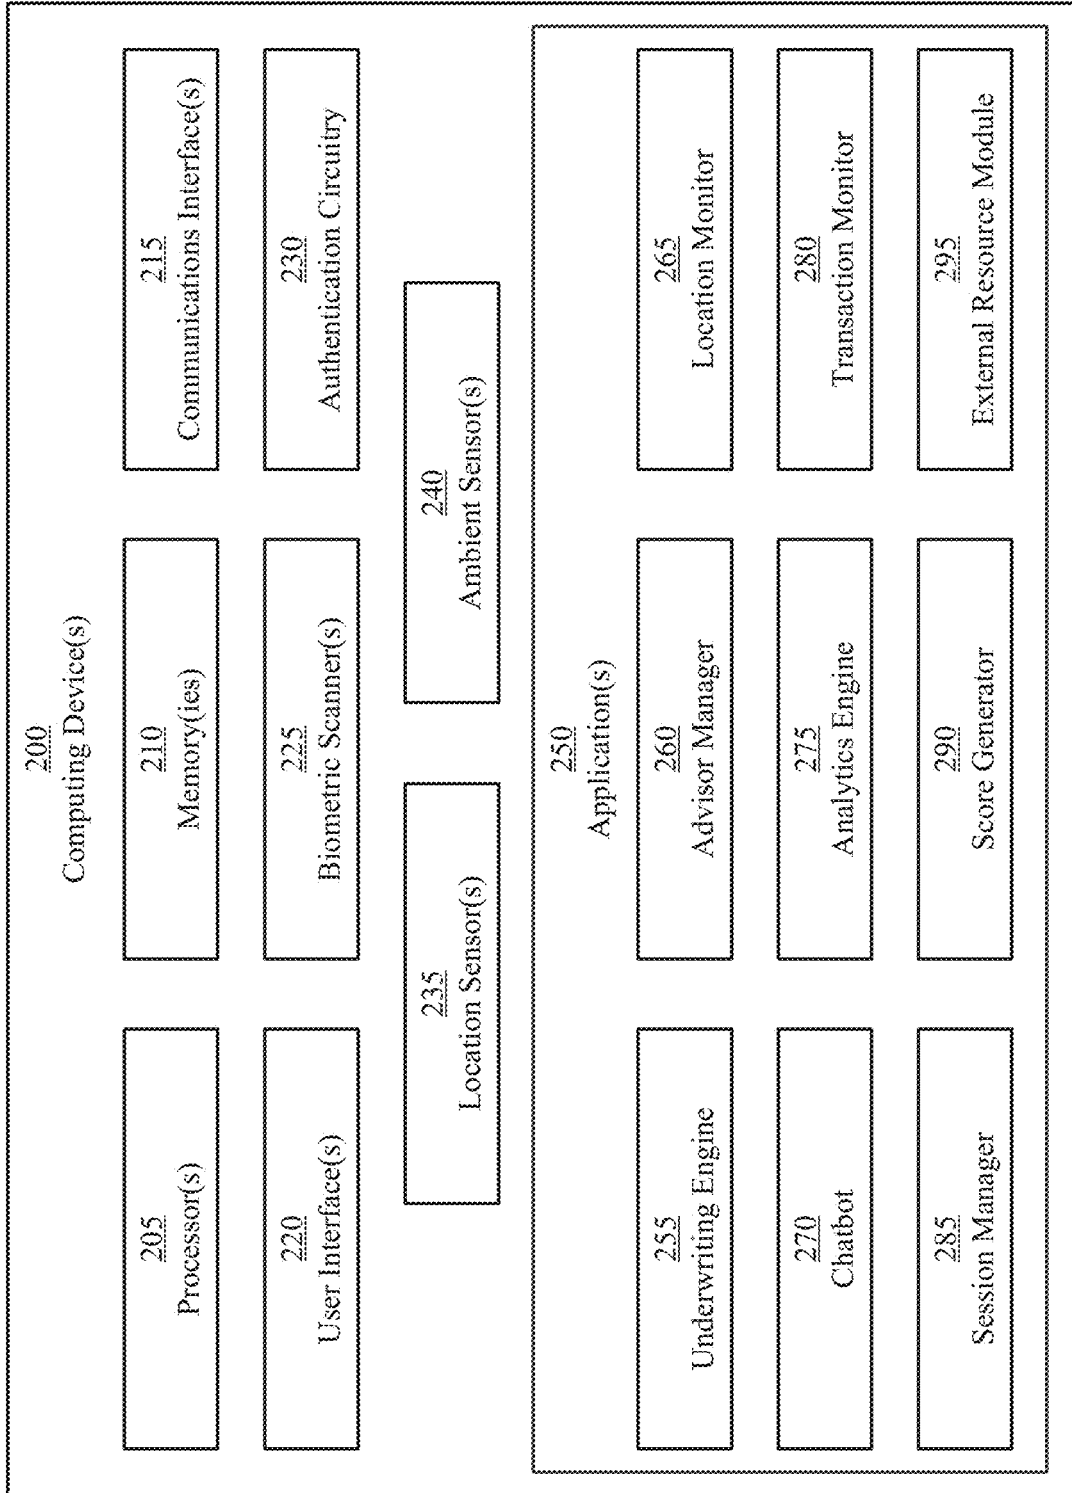 200
Computing Device(s)
205
Processor(s)
210
Memory(ies)
215
Communications Interface(s)
220
User Interface(s)
225
Biometric Scanner(s)
230
Authentication Circuitry
235
Location Sensor(s)
240
Ambient Sensor(s)
250
Application(s)
255
Underwriting Engine
260
Advisor Manager
265
Location Monitor
270
Chatbot
275
Analytics Engine
280
Transaction Monitor
285
Session Manager
290
Score Generator
295
External Resource Module